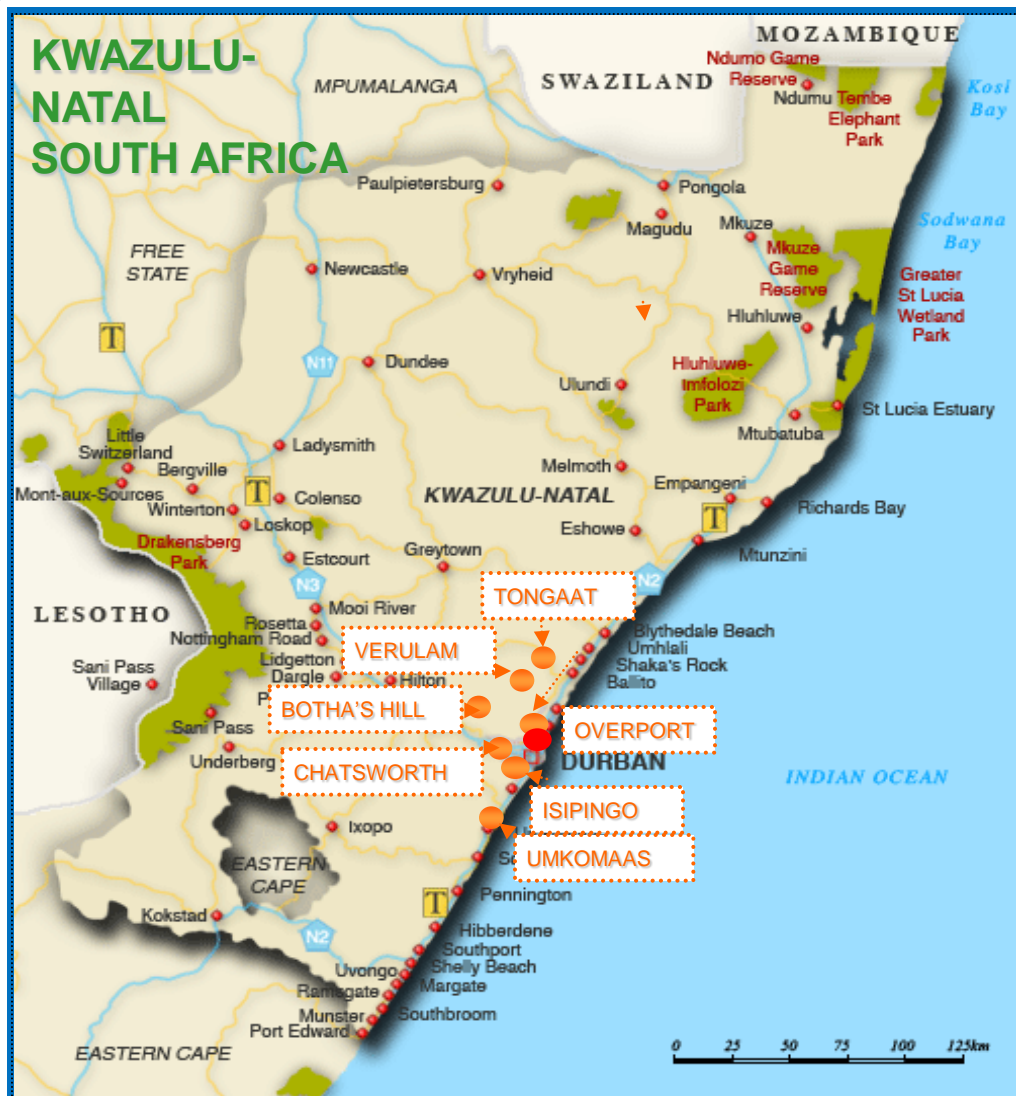 KWAZULU-
NATAL
SOUTH AFRICA
MOZAMBIQUE
Ndumo Game
Reserve
SWAZILAND
MPUMALANGA
Kosi
Bay
Ndumu
Tembe
Elephant
Park
Paulpietersburg
Pongola
Magudu
Mkuze
Sodwana
Bay
FREE
STATE
Newcastle
Vryheid
Mkuze
Game
Reserve
Greater
St Lucia
Wetland
Park
Hluhluwe
T
N11
Dundee
Ulundi
Hluhluwe-
Imfolozi
Park
St Lucia Estuary
Mtubatuba
Little
Switzerland
Ladysmith
Bergville
Melmoth
Mont-aux-Sources
T
Colenso
KWAZULU-NATAL
Empangeni
Winterton
Richards Bay
Loskop
T
Eshowe
Drakensberg
Park
Estcourt
Greytown
Mtunzini
N3
N2
TONGAAT
LESOTHO
Mooi River
Rosetta
Blythedale Beach
Nottingham Road
Umhlali
VERULAM
Shaka's Rock
Lidgetton
Sani Pass
Village
Dargle
Hilton
Ballito
BOTHA'S HILL
Sani Pass
OVERPORT
Underberg
CHATSWORTH
DURBAN
INDIAN OCEAN
ISIPINGO
Ixopo
UMKOMAAS
EASTERN
CAPE
Pennington
T
Kokstad
N2
Hibberdene
Southport
Uvongo
Shelly Beach
Ramsgate
Margate
Munster
Southbroom
Port Edward
EASTERN CAPE
0 25 50 75 100 125km